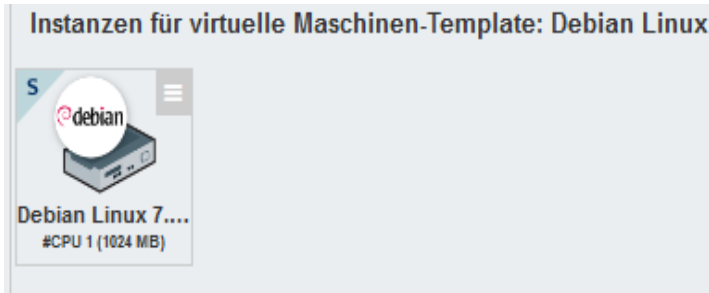 Instanzen für virtuelle Maschinen-Template: Debian Linux
S
debian
Debian Linux 7....
#CPU 1 (1024 MB)